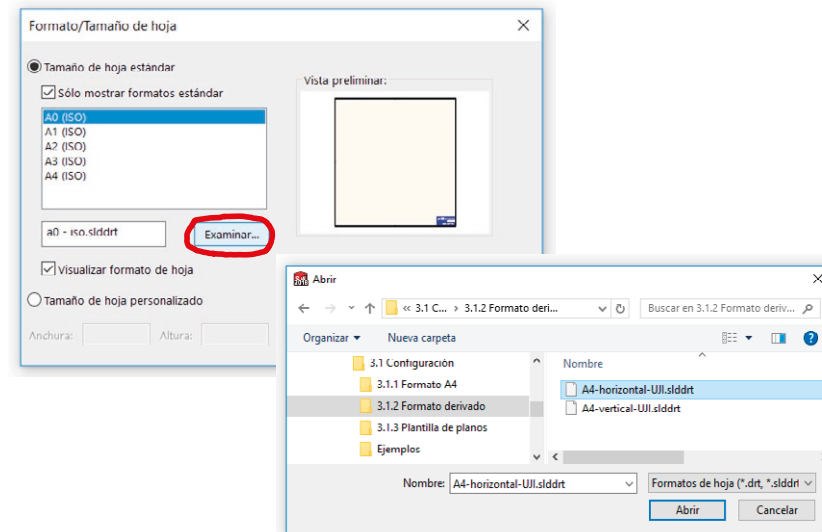 Formato/Tamaño de hoja
Tamaño de hoja estándar
Sólo mostrar formatos estándar
A0 (ISO)
A1 (ISO)
A2 (ISO)
A3 (ISO)
A4 (ISO)
Vista preliminar:
a0 - iso.slddrt
Examinar...
Visualizar formato de hoja
Tamaño de hoja personalizado
Anchura:
Altura:
Abrir
« 3.1 C... › 3.1.2 Formato deri...
Buscar en 3.1.2 Formato deriv...
Organizar
Nueva carpeta
3.1 Configuración
3.1.1 Formato A4
3.1.2 Formato derivado
3.1.3 Plantilla de planos
Ejemplos
Nombre
A4-horizontal-UJI.slddrt
A4-vertical-UJI.slddrt
Nombre:
A4-horizontal-UJI.slddrt
Formatos de hoja (*.drt, *.slddrt
Abrir
Cancelar